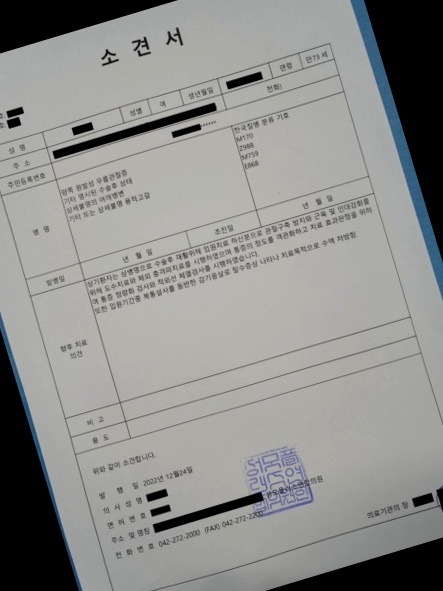 소 견 서
호
호
성 명 성별 여 생년월일 연령 만73 세
주 소 전화)
주민등록번호 ******
병 명
양쪽 원발성 무릎관절증
기타 명시된 수술후 상태
상세불명의 어깨병변
기타 또는 상세불명 용적고갈
한국질병 분류 기호
M170
Z988
M759
E868
발병일 년 월 일 초진일 년 월 일
향후 치료
의견
상기환자는 상병명으로 수술후 재활위해 입원치료 하신분으로 관절구축 방지와 근육 및 인대강화를
위해 도수치료와 체외 충격파치료를 시행하였으며 통증의 정도를 객관화하고 치료 효과판정을 위하
여 통증 정량화 검사와 적외선 체열검사를 시행하였습니다.
또한 입원기간중 복통설사를 동반한 감기몸살로 탈수증상 나타나 치료목적으로 수액 처방함.
비 고
용 도
위와 같이 소견합니다.
발 행 일 2022년 12월24일
의 사 성 명
면 허 번 호
주소 및 명칭 의원
전 화 번 호 042-272-2000 (FAX) 042-272-2200
의료기관의 장